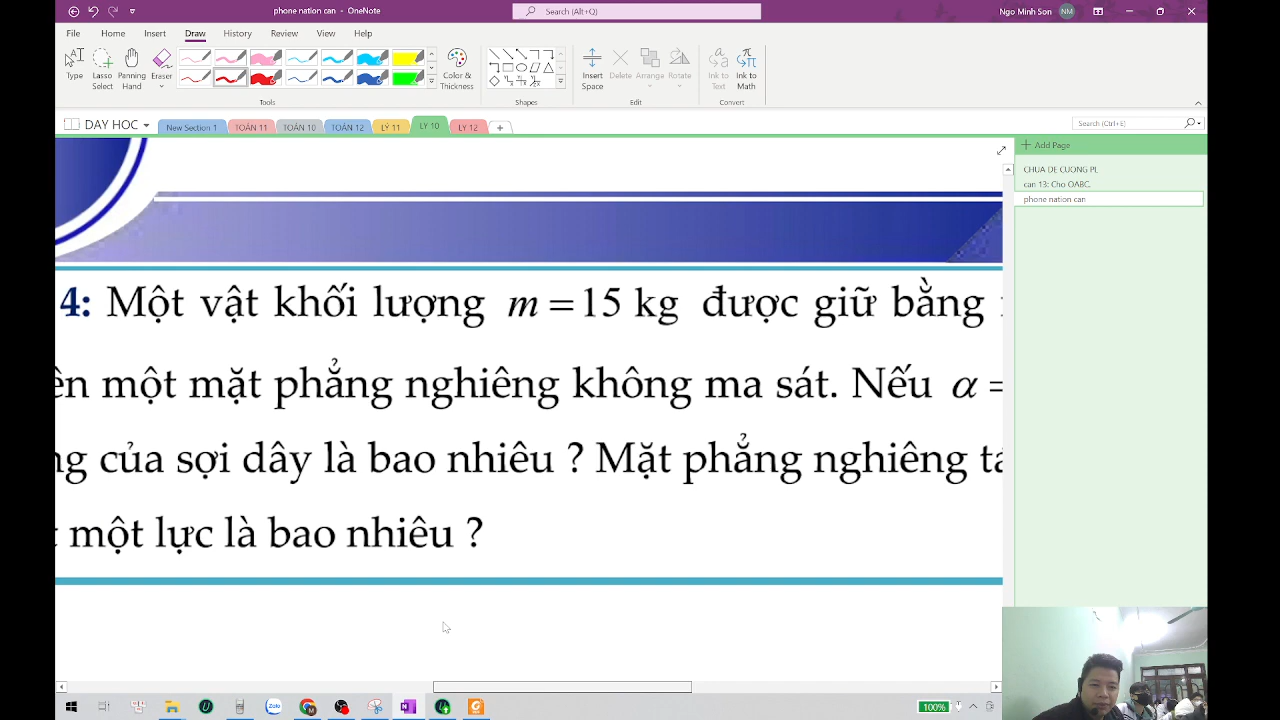 phone nation can - OneNote
Search (Alt+Q)
Ngo Minh Son NM
File Home Insert Draw History Review View Help
Type Lasso Select Panning Hand Eraser Color & Thickness Insert Space Delete Arrange Rotate Ink to Text Ink to Math
Tools Shapes Edit Convert
DAY HOC New Section 1 TOÁN 11 TOÁN 10 TOÁN 12 LÝ 11 LÝ 10 LÝ 12
Search (Ctrl+E)
Add Page
CHUA DE CUONG PL
can 13: Cho OABC.
phone nation can
4: Một vật khối lượng m = 15 kg được giữ bằng
một mặt phẳng nghiêng không ma sát. Nếu α =
của sợi dây là bao nhiêu ? Mặt phẳng nghiêng
một lực là bao nhiêu ?
Zalo
100%